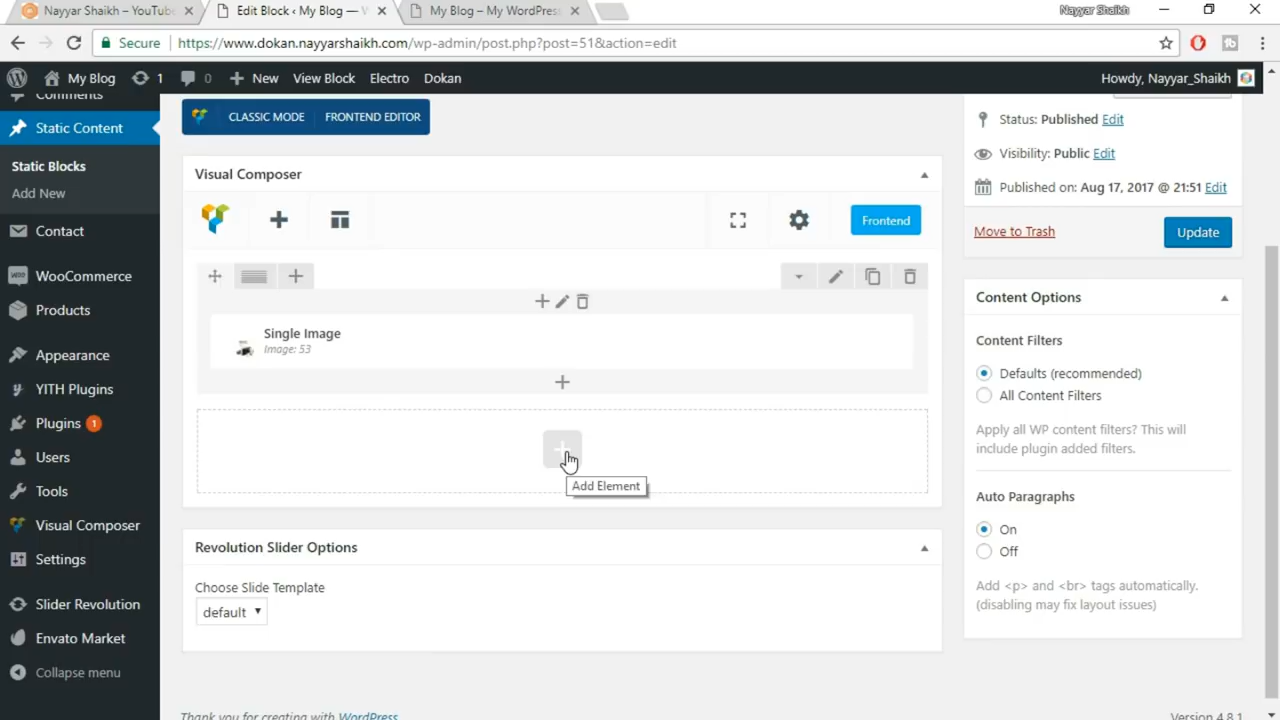 Nayyar Shaikh – YouTube
Edit Block ‹ My Blog —
My Blog – My WordPress
Nayyar Shaikh
Secure
https://www.dokan.nayyarshaikh.com/wp-admin/post.php?post=51&action=edit
My Blog
1
0
New
View Block
Electro
Dokan
Howdy, Nayyar_Shaikh
Comments
Static Content
Static Blocks
Add New
Contact
WooCommerce
Products
Appearance
YITH Plugins
Plugins 1
Users
Tools
Visual Composer
Settings
Slider Revolution
Envato Market
Collapse menu
CLASSIC MODE
FRONTEND EDITOR
Visual Composer
Frontend
Single Image
Image: 53
Add Element
Revolution Slider Options
Choose Slide Template
default
Thank you for creating with WordPress
Status: Published Edit
Visibility: Public Edit
Published on: Aug 17, 2017 @ 21:51 Edit
Move to Trash
Update
Content Options
Content Filters
Defaults (recommended)
All Content Filters
Apply all WP content filters? This will
include plugin added filters.
Auto Paragraphs
On
Off
Add <p> and <br> tags automatically.
(disabling may fix layout issues)
Version 4.8.1